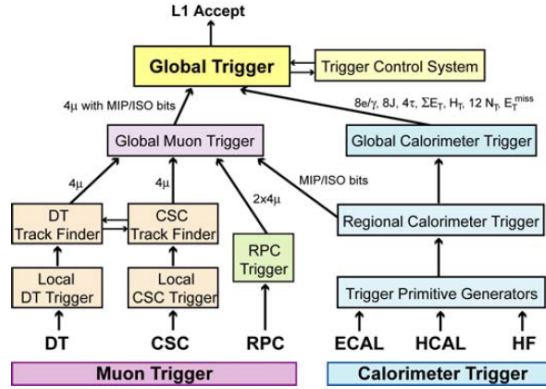 L1 Accept
Global Trigger
Trigger Control System
4μ with MIP/ISO bits
8e/γ, 8J, 4τ, ΣE_T, H_T, 12 N_T, E_T^miss
Global Muon Trigger
Global Calorimeter Trigger
4μ
4μ
2x4μ
MIP/ISO bits
DT
Track Finder
CSC
Track Finder
RPC
Trigger
Regional Calorimeter Trigger
Local
DT Trigger
Local
CSC Trigger
Trigger Primitive Generators
DT
CSC
RPC
ECAL
HCAL
HF
Muon Trigger
Calorimeter Trigger